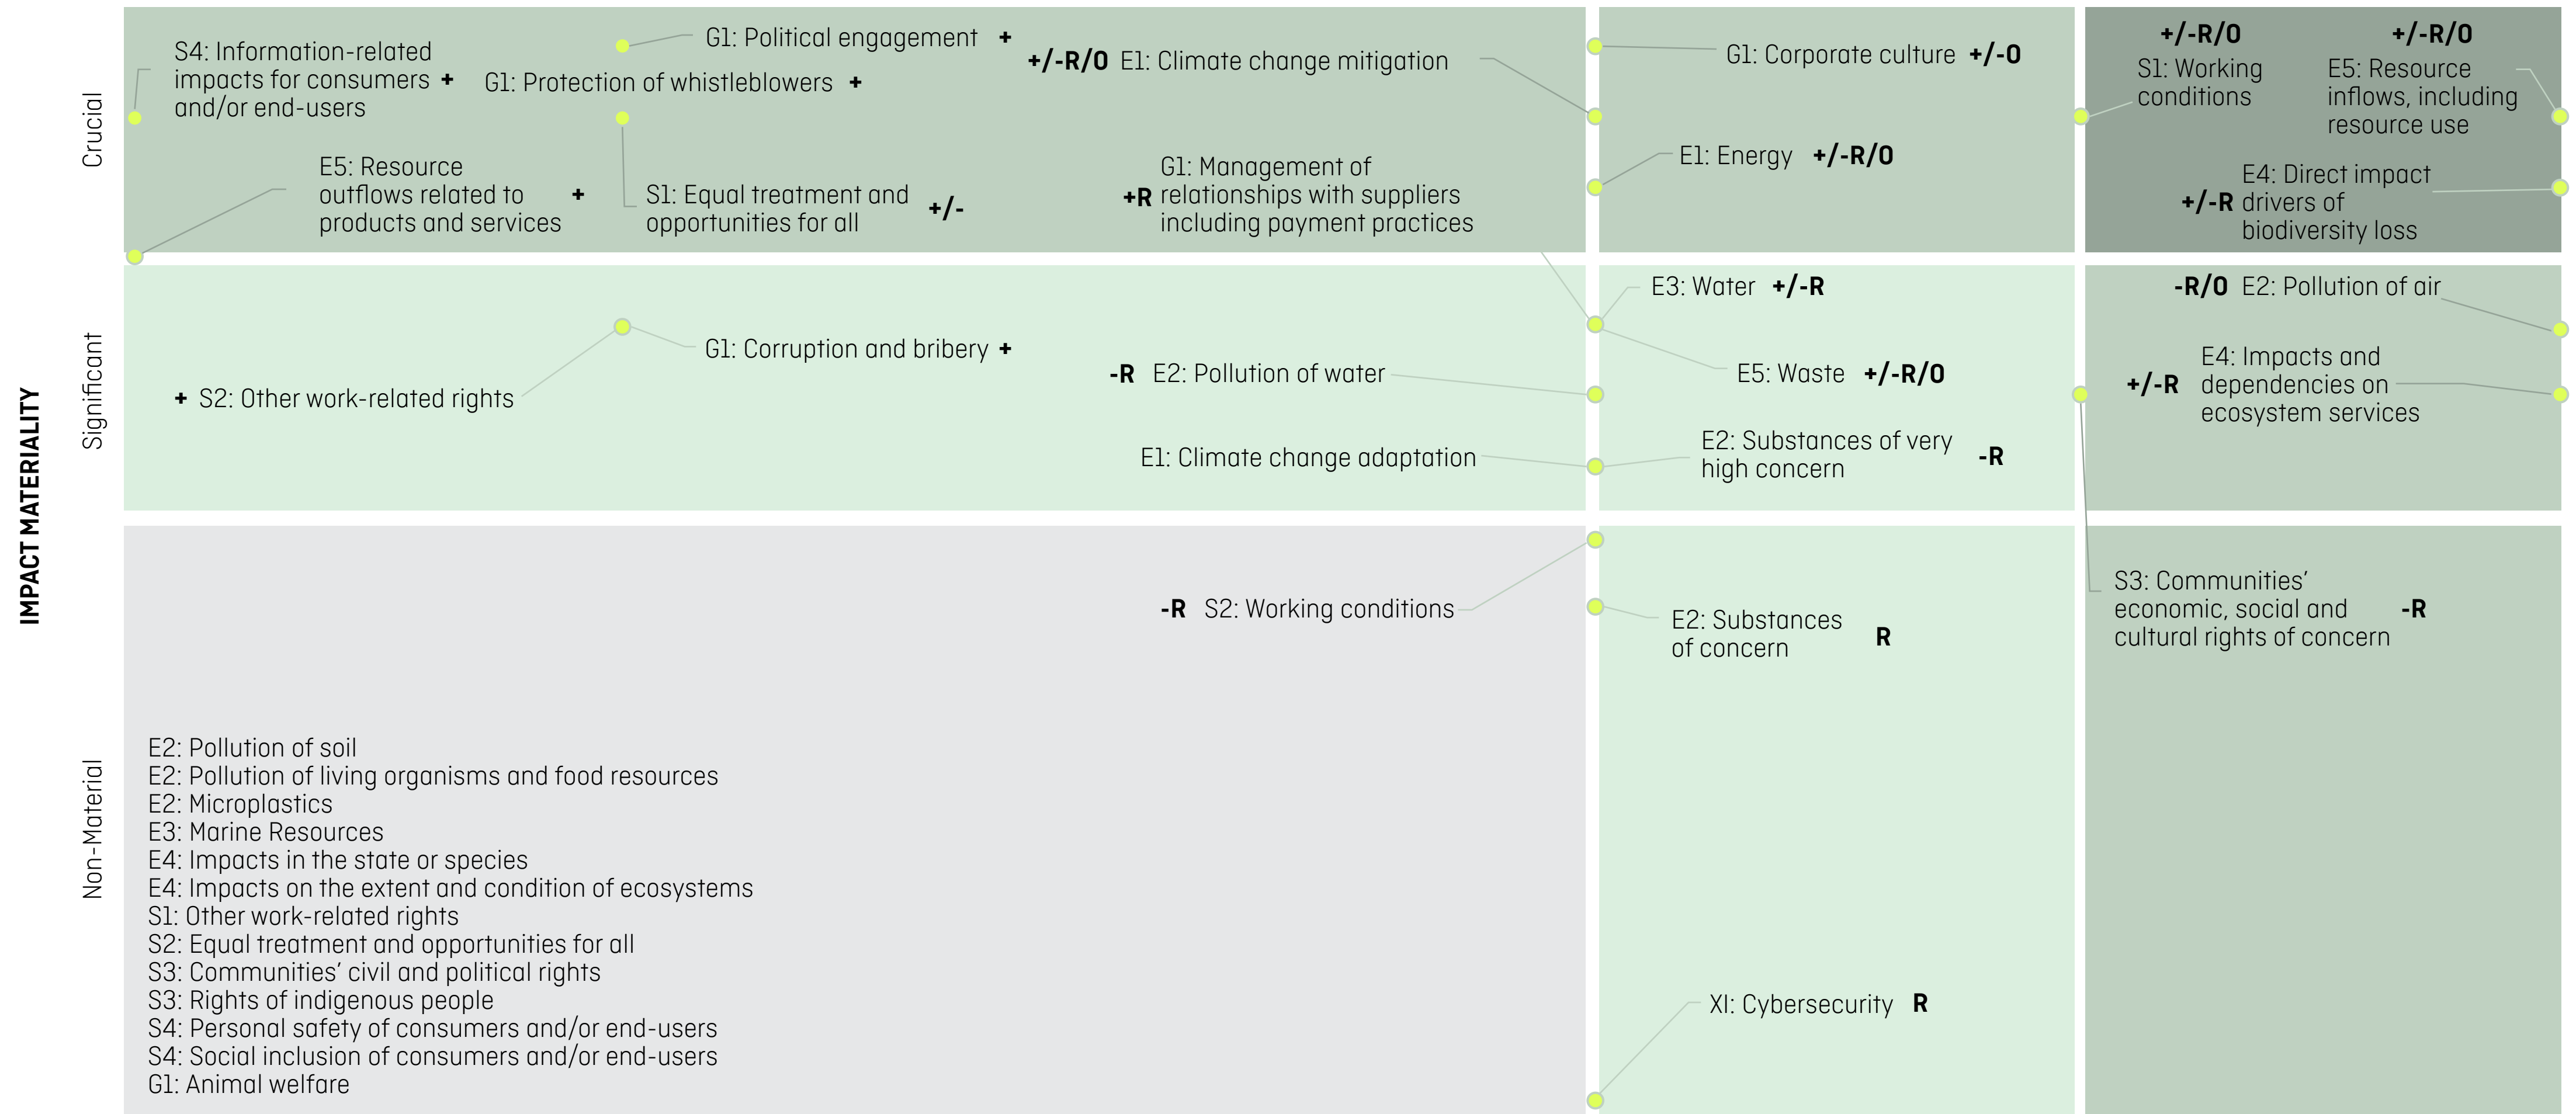 IMPACT MATERIALITY
Crucial
S4: Information-related
impacts for consumers +
and/or end-users
G1: Political engagement +
G1: Protection of whistleblowers +
+/-R/O E1: Climate change mitigation
E5: Resource
outflows related to +
products and services
S1: Equal treatment and
opportunities for all +/-
G1: Management of
+R relationships with suppliers
including payment practices
G1: Corporate culture +/-O
E1: Energy +/-R/O
+/-R/O
S1: Working
conditions
+/-R/O
E5: Resource
inflows, including
resource use
E4: Direct impact
+/-R drivers of
biodiversity loss
Significant
G1: Corruption and bribery +
+ S2: Other work-related rights
-R E2: Pollution of water
E1: Climate change adaptation
E3: Water +/-R
E5: Waste +/-R/O
E2: Substances of very
high concern -R
-R/O E2: Pollution of air
E4: Impacts and
+/-R dependencies on
ecosystem services
Non-Material
-R S2: Working conditions
E2: Substances
of concern R
S3: Communities’
economic, social and -R
cultural rights of concern
E2: Pollution of soil
E2: Pollution of living organisms and food resources
E2: Microplastics
E3: Marine Resources
E4: Impacts in the state or species
E4: Impacts on the extent and condition of ecosystems
S1: Other work-related rights
S2: Equal treatment and opportunities for all
S3: Communities’ civil and political rights
S3: Rights of indigenous people
S4: Personal safety of consumers and/or end-users
S4: Social inclusion of consumers and/or end-users
G1: Animal welfare
XI: Cybersecurity R